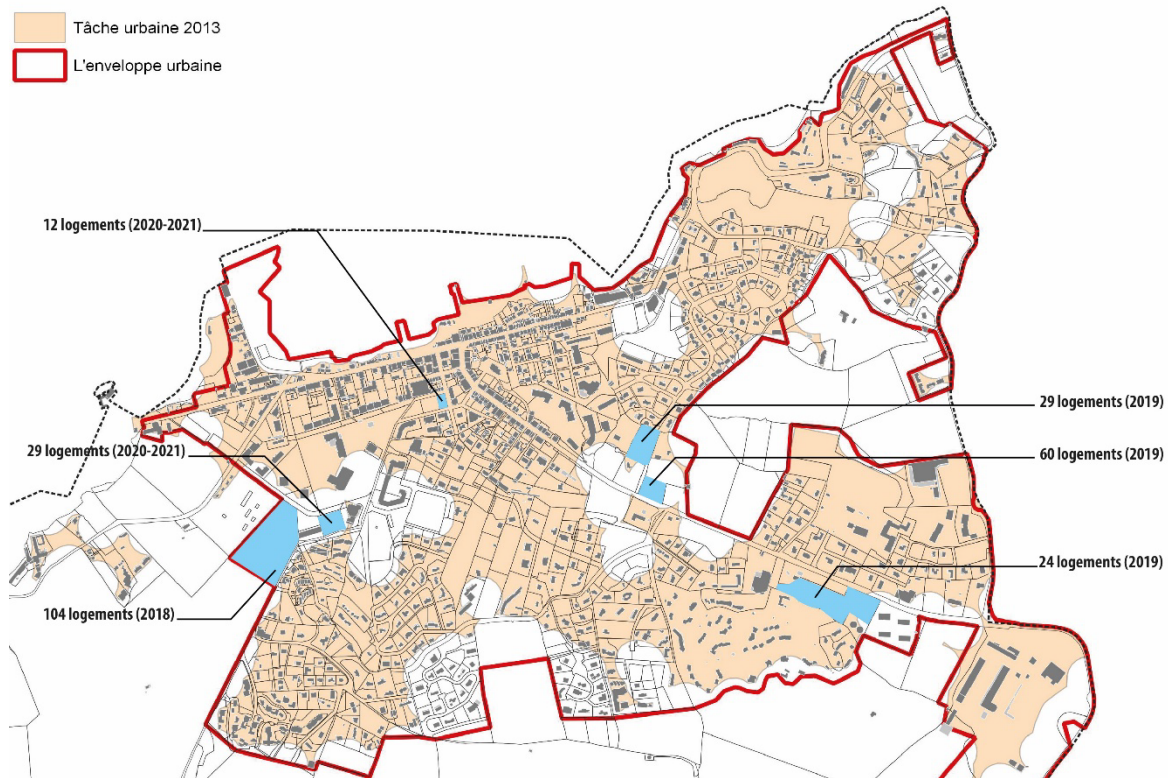 Tâche urbaine 2013
L'enveloppe urbaine
12 logements (2020-2021)
29 logements (2019)
29 logements (2020-2021)
60 logements (2019)
24 logements (2019)
104 logements (2018)